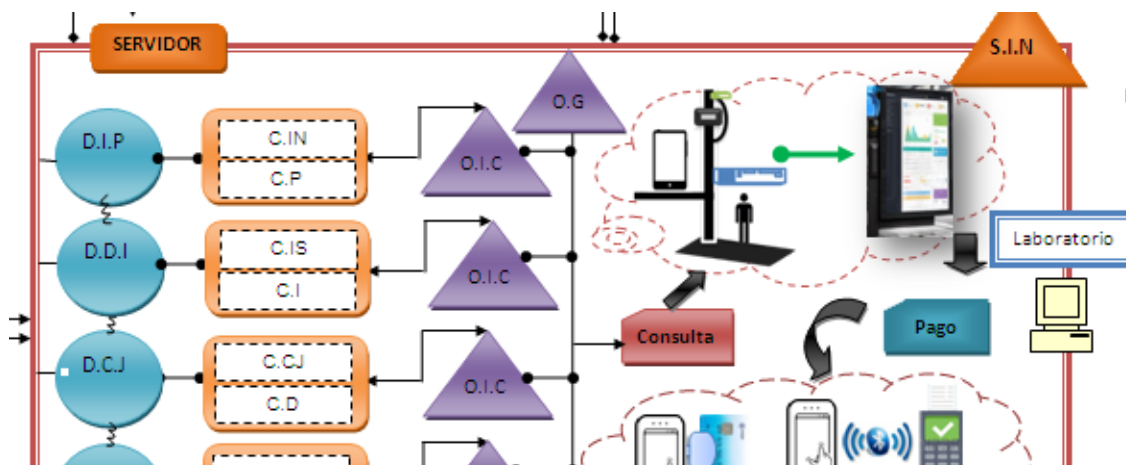 SERVIDOR
S.I.N
O.G
D.I.P
C.IN
C.P
O.I.C
D.D.I
C.IS
C.I
O.I.C
Laboratorio
Consulta
Pago
D.C.J
C.CJ
C.D
O.I.C